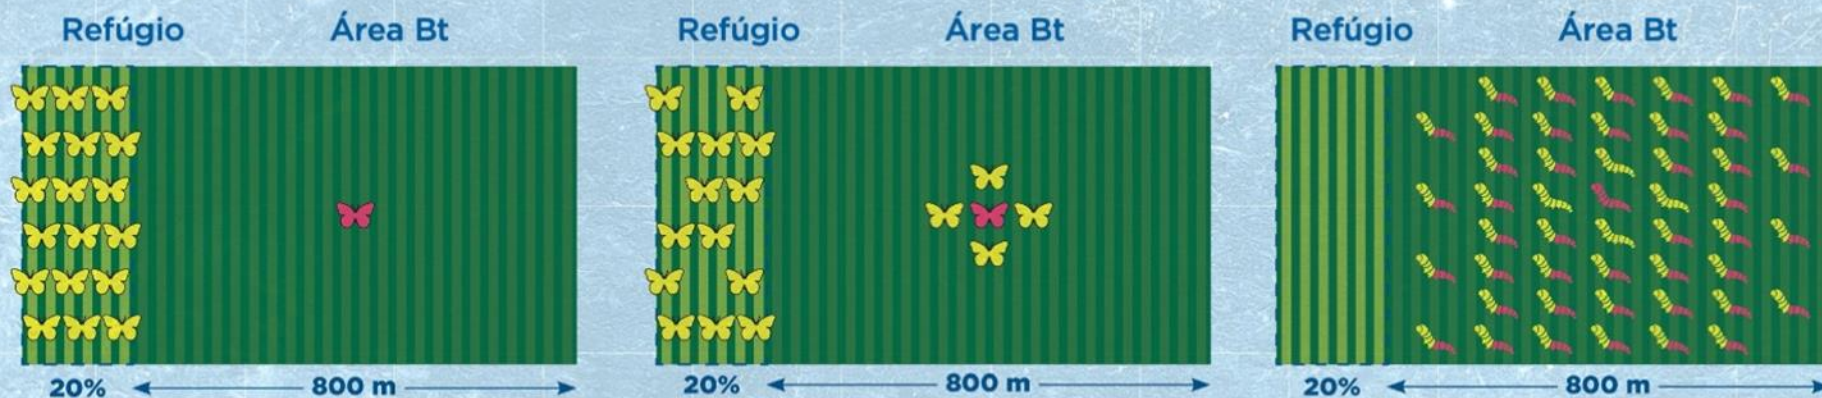 Refúgio Área Bt Refúgio Área Bt Refúgio Área Bt
20% 800 m 20% 800 m 20% 800 m